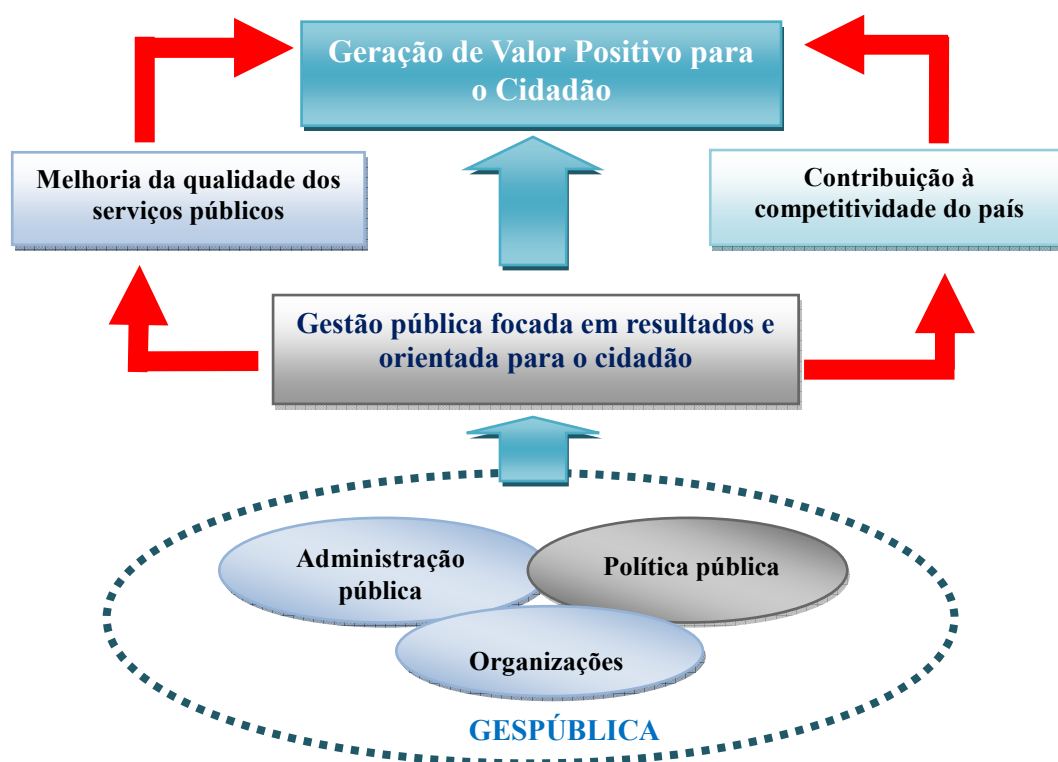 Geração de Valor Positivo para
o Cidadão
Melhoria da qualidade dos
serviços públicos
Contribuição à
competitividade do país
Gestão pública focada em resultados e
orientada para o cidadão
Administração
pública
Política pública
Organizações
GESPÚBLICA